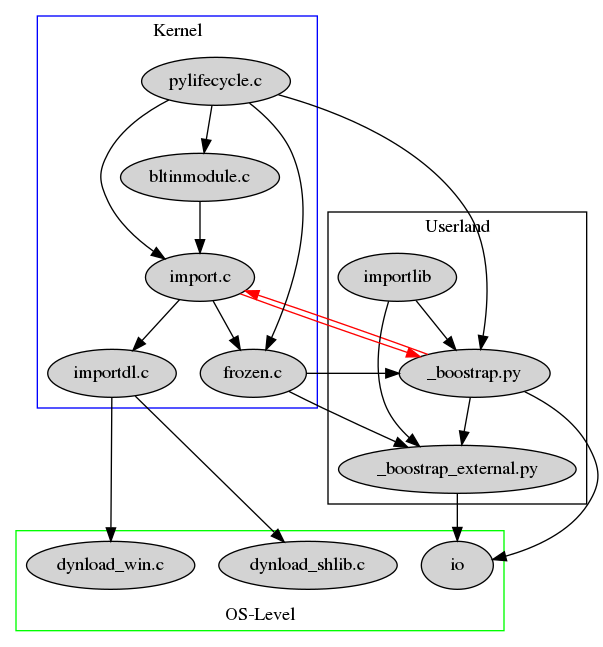 Kernel
pylifecycle.c
bltinmodule.c
Userland
import.c
importlib
importdl.c
frozen.c
_boostrap.py
_boostrap_external.py
dynload_win.c
dynload_shlib.c
io
OS-Level